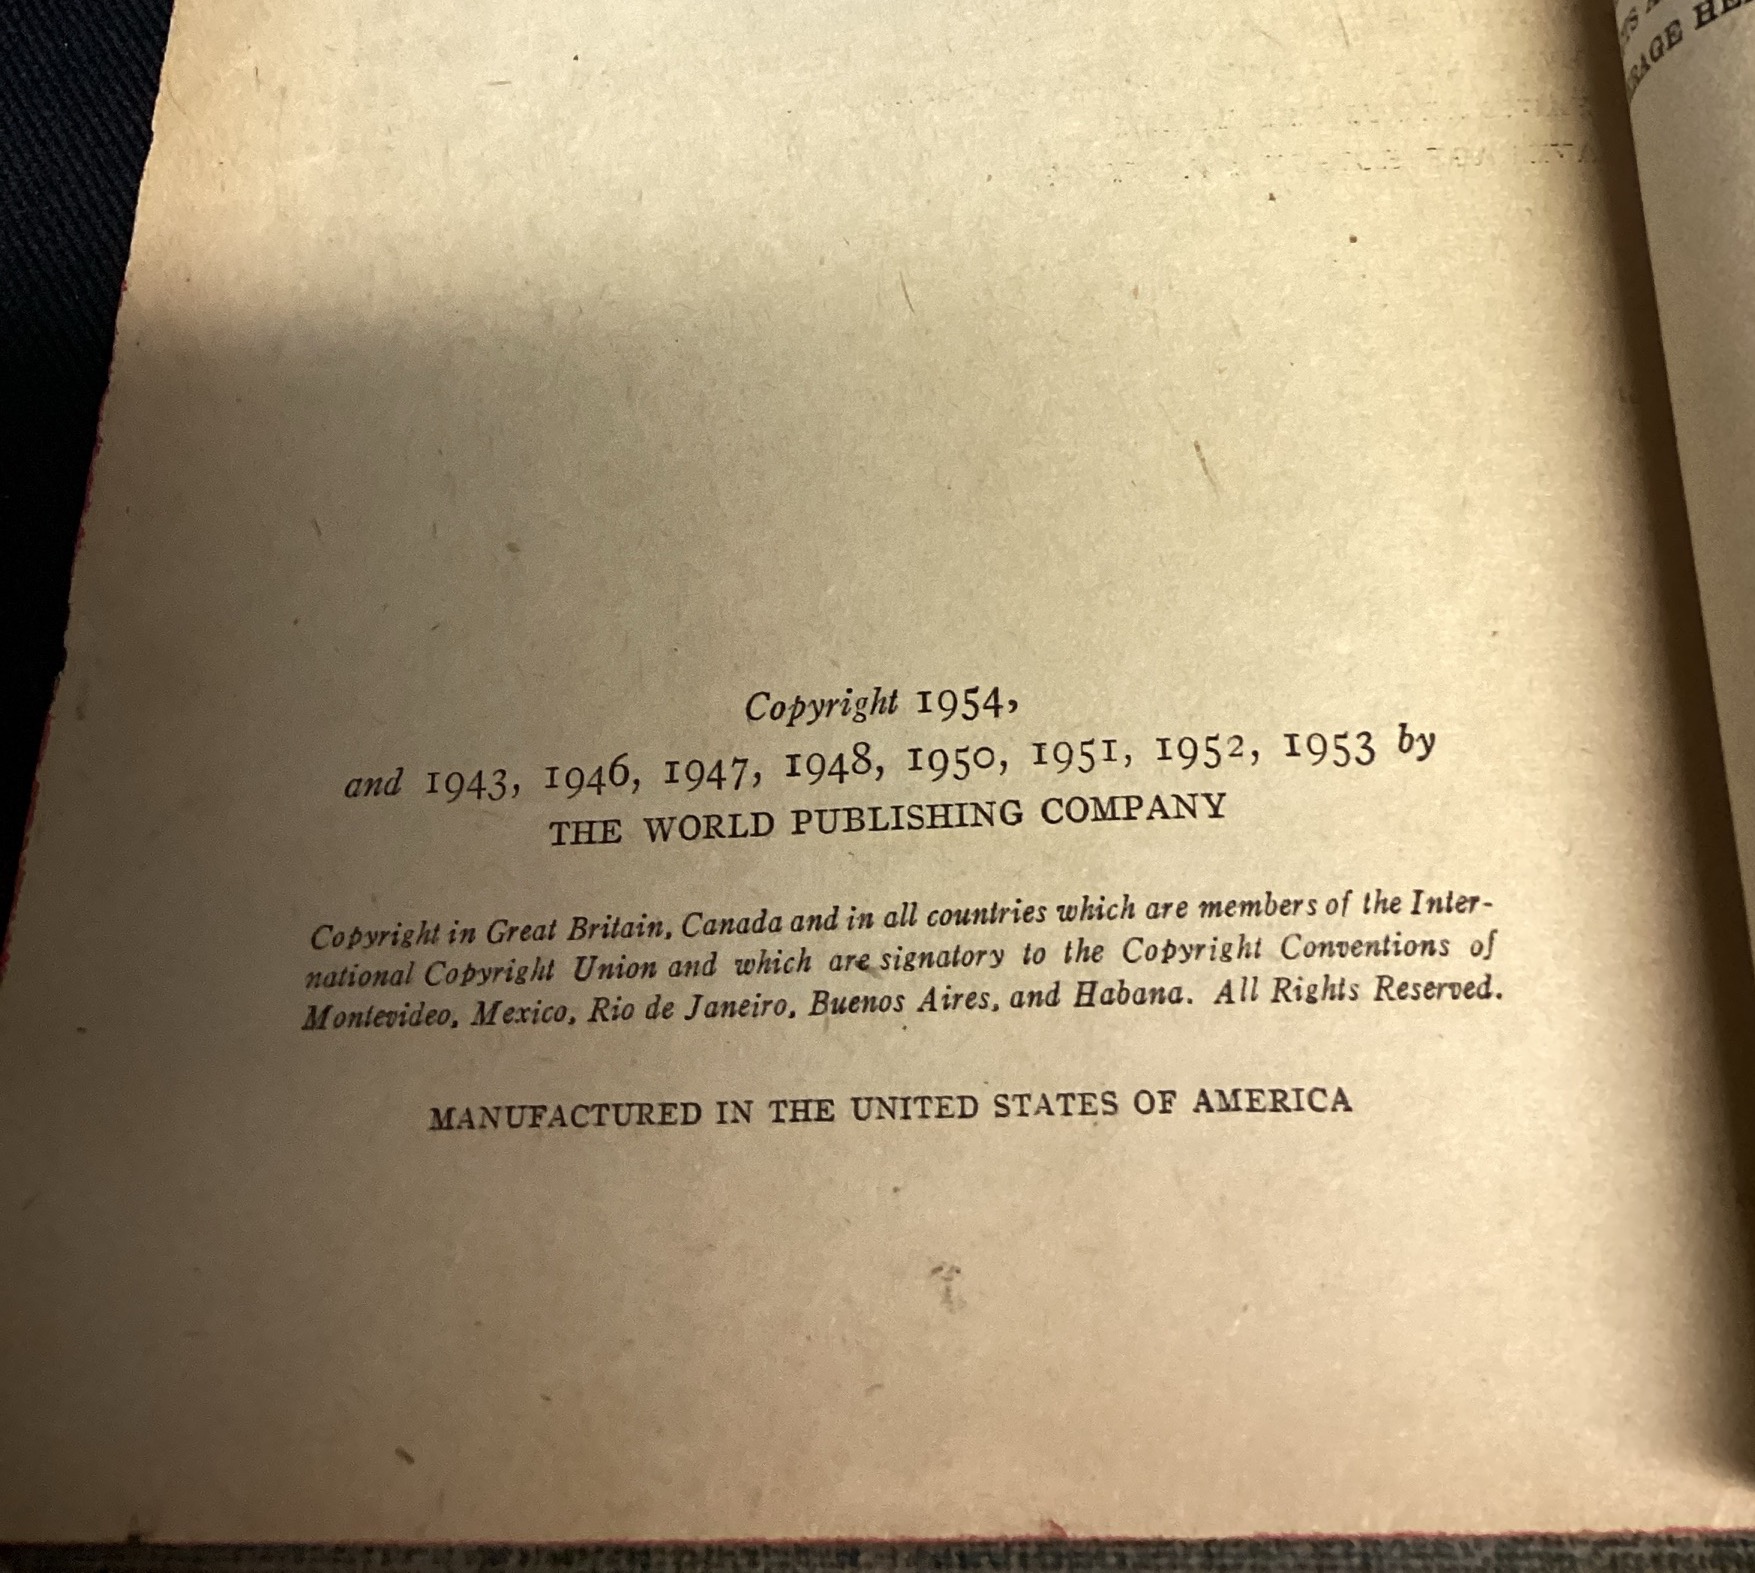 RAGE
Copyright 1954,
and 1943, 1946, 1947, 1948, 1950, 1951, 1952, 1953 by
THE WORLD PUBLISHING COMPANY
Copyright in Great Britain, Canada and in all countries which are members of the Inter-
national Copyright Union and which are signatory to the Copyright Conventions of
Montevideo, Mexico, Rio de Janeiro, Buenos Aires, and Habana. All Rights Reserved.
MANUFACTURED IN THE UNITED STATES OF AMERICA